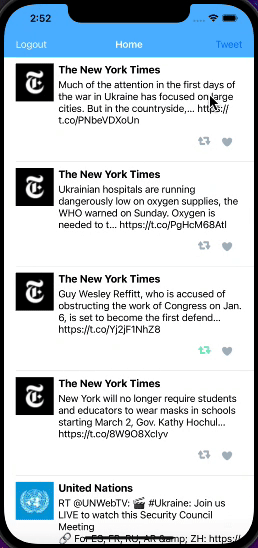 2:52
Logout Home Tweet
The New York Times
Much of the attention in the first days of
the war in Ukraine has focused on large
cities. But in the countryside,... https://
t.co/PNbeVDXoUn
The New York Times
Ukrainian hospitals are running
dangerously low on oxygen supplies, the
WHO warned on Sunday. Oxygen is
needed to t... https://t.co/PgHcM68Atl
The New York Times
Guy Wesley Reffitt, who is accused of
obstructing the work of Congress on Jan.
6, is set to become the first defend...
https://t.co/Yj2jF1NhZ8
The New York Times
New York will no longer require students
and educators to wear masks in schools
starting March 2, Gov. Kathy Hochul...
https://t.co/8W9O8Xclyv
United Nations
RT @UNWebTV: 🎬 #Ukraine: Join us
LIVE to watch this Security Council
Meeting
🔗 For ES, FR, RU, AR &amp; ZH: https://